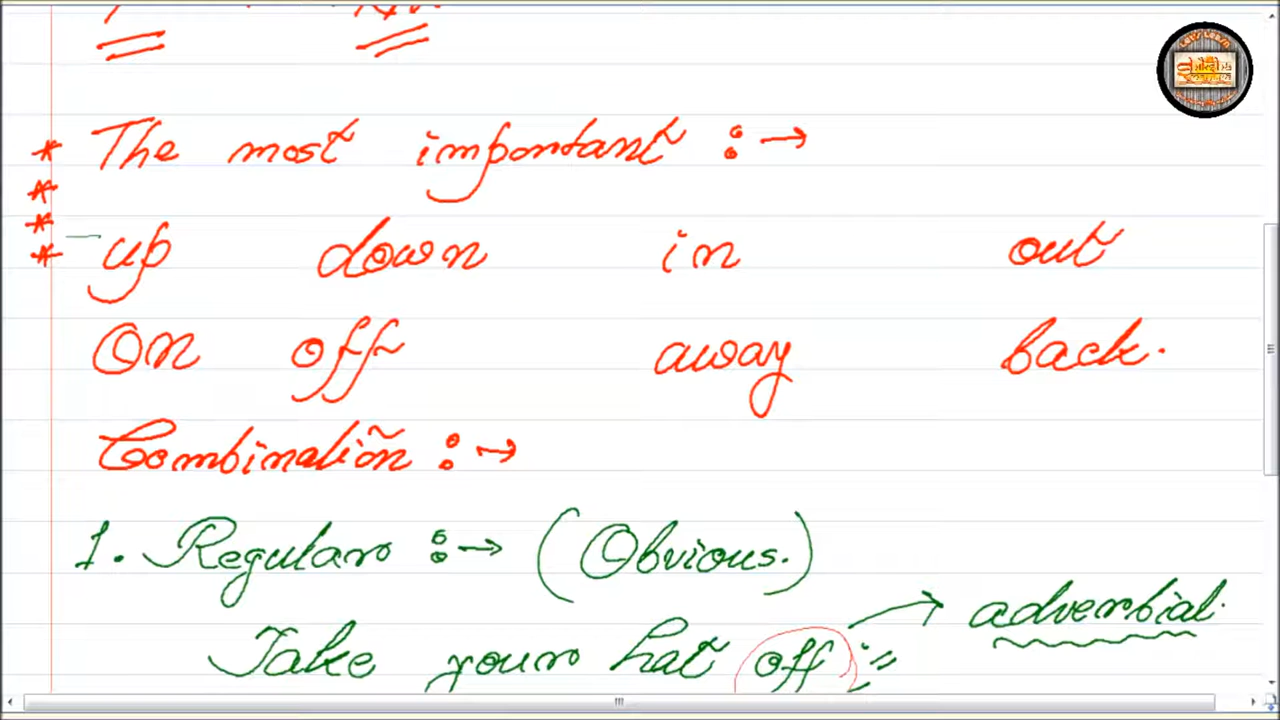 The most important :→
up down in out
On off away back.
Combination :→
1. Regular :→ (Obvious.)
Take your hat off → adverbial.